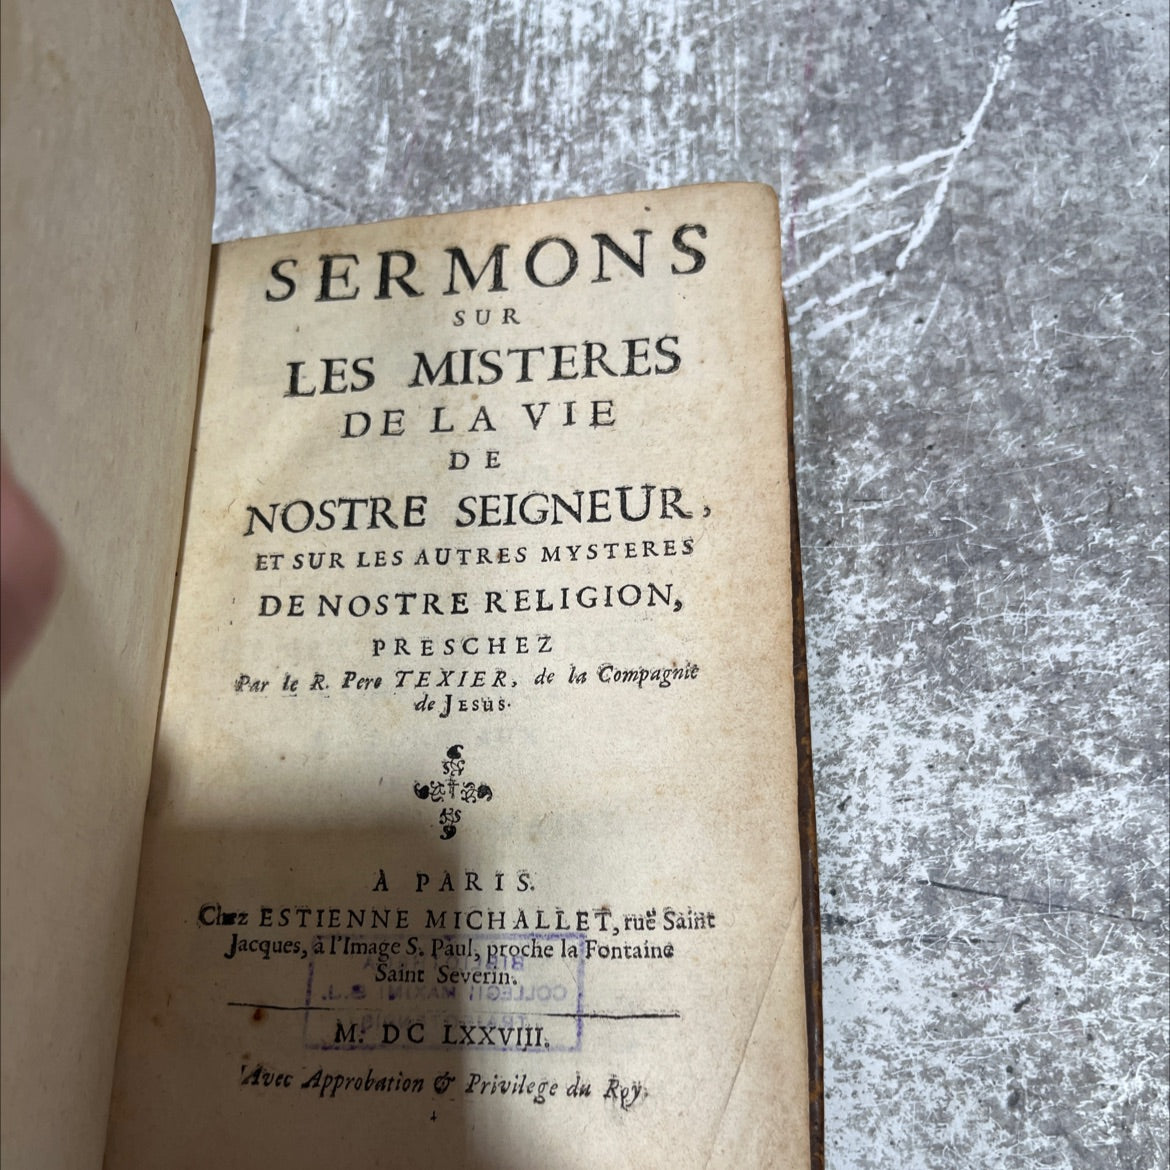 SERMONS
SUR
LES MISTERES
DE LA VIE
DE
NOSTRE SEIGNEUR,
ET SUR LES AUTRES MYSTERES
DE NOSTRE RELIGION,
PRESCHEZ
Par le R. Pere TEXIER, de la Compagnie
de JESUS.
A PARIS.
Chez ESTIENNE MICHALLET, ruë Saint
Jacques, à l'Image S. Paul, proche la Fontaine
Saint Severin.
COLLEGII MAXIMI S.J.
M. DC LXXVIII.
Avec Approbation & Privilege du Roy.